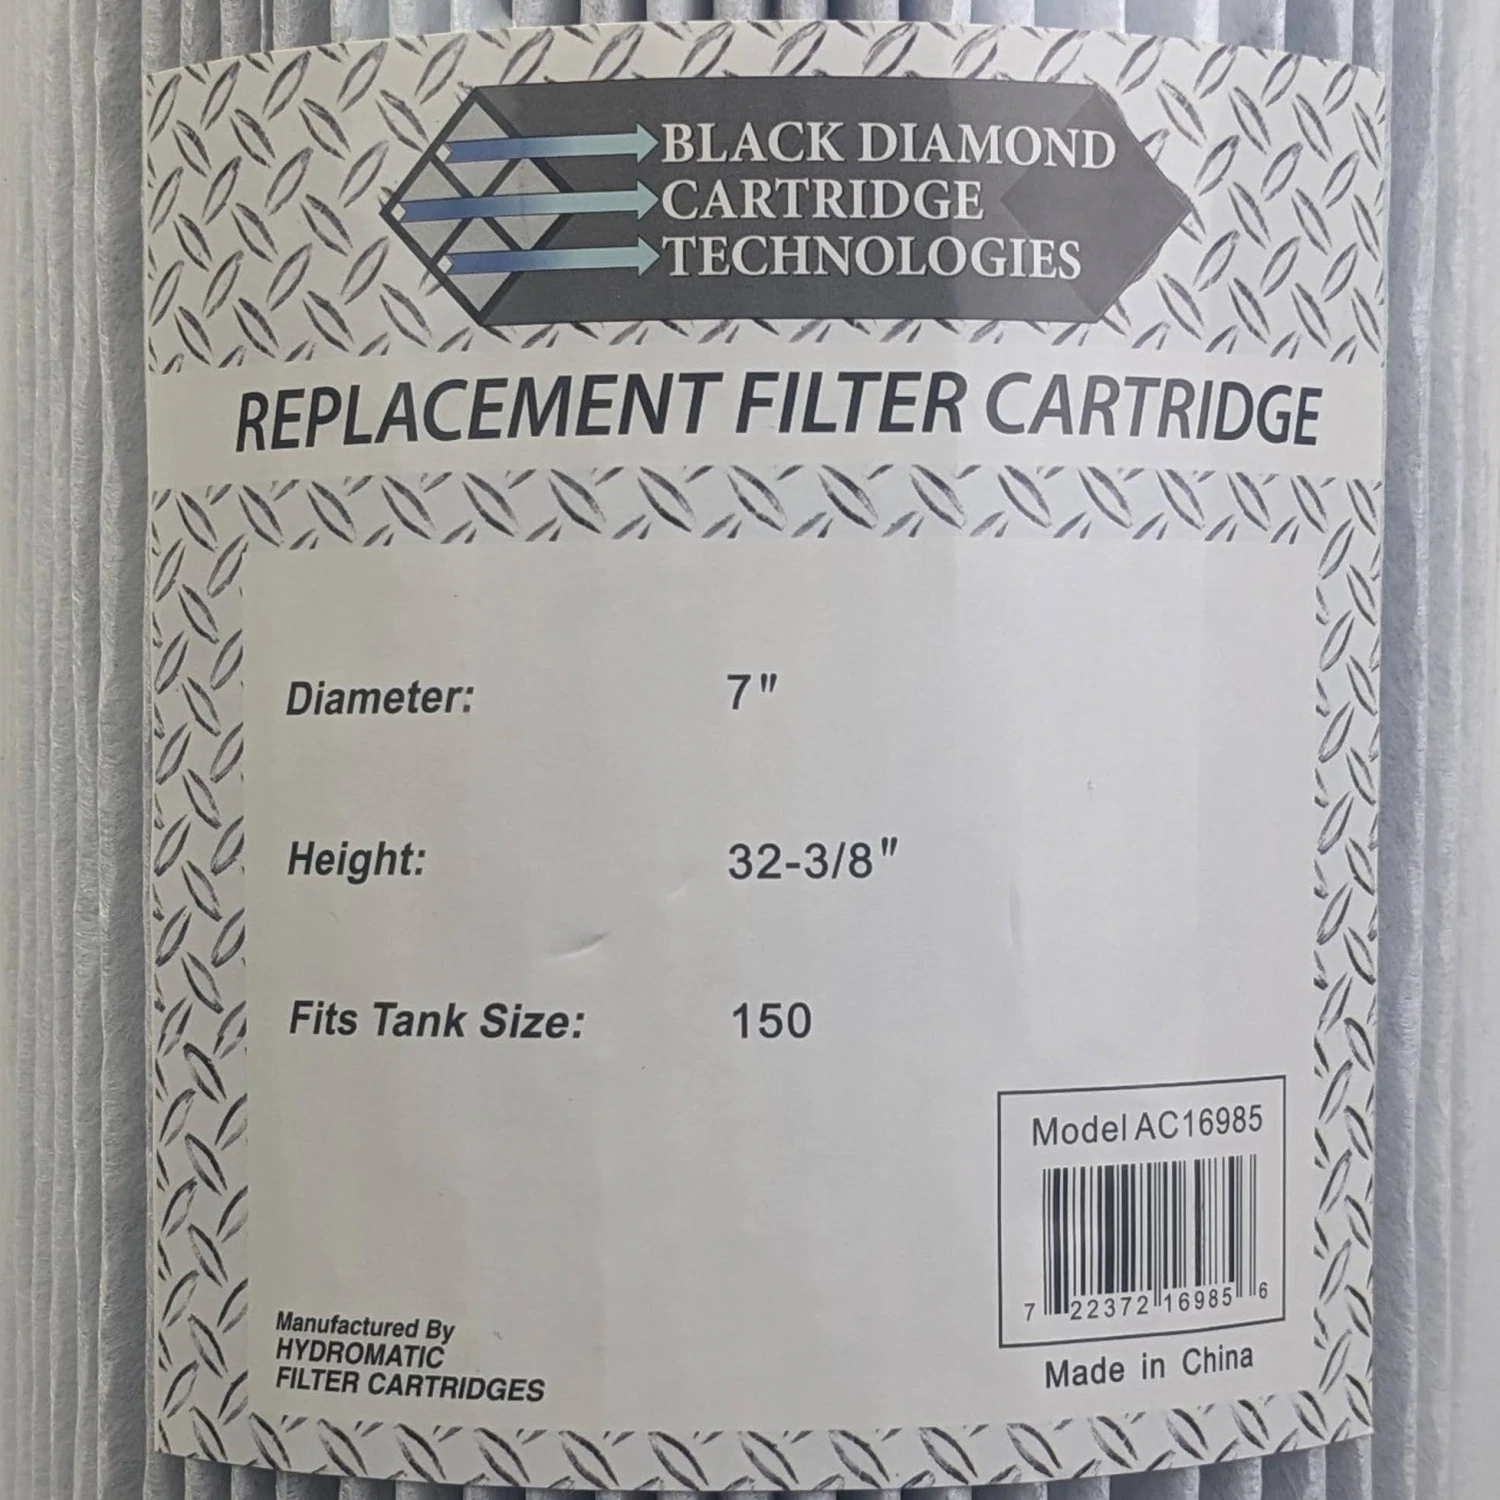 BLACK DIAMOND
CARTRIDGE
TECHNOLOGIES
REPLACEMENT FILTER CARTRIDGE
Diameter: 7"
Height: 32-3/8"
Fits Tank Size: 150
Model AC16985
7 22372 16985 6
Made in China
Manufactured By
HYDROMATIC
FILTER CARTRIDGES